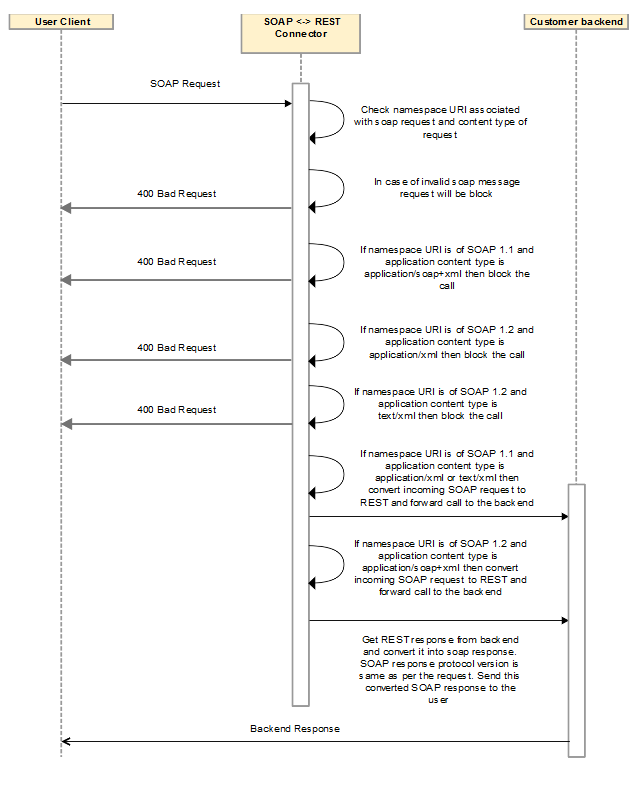 User Client
SOAP <-> REST
Connector
Customer backend
SOAP Request
Check namespace URI associated
with soap request and content type of
request
In case of invalid soap message
request will be block
400 Bad Request
If namespace URI is of SOAP 1.1 and
application content type is
application/soap+xml then block the
call
400 Bad Request
If namespace URI is of SOAP 1.2 and
application content type is
application/xml then block the call
400 Bad Request
If namespace URI is of SOAP 1.2 and
application content type is
text/xml then block the call
400 Bad Request
If namespace URI is of SOAP 1.1 and
application content type is
application/xml or text/xml then
convert incoming SOAP request to
REST and forward call to the backend
If namespace URI is of SOAP 1.2 and
application content type is
application/soap+xml then convert
incoming SOAP request to REST and
forward call to the backend
Get REST response from backend
and convert it into soap response.
SOAP response protocol version is
same as per the request. Send this
converted SOAP response to the
user
Backend Response